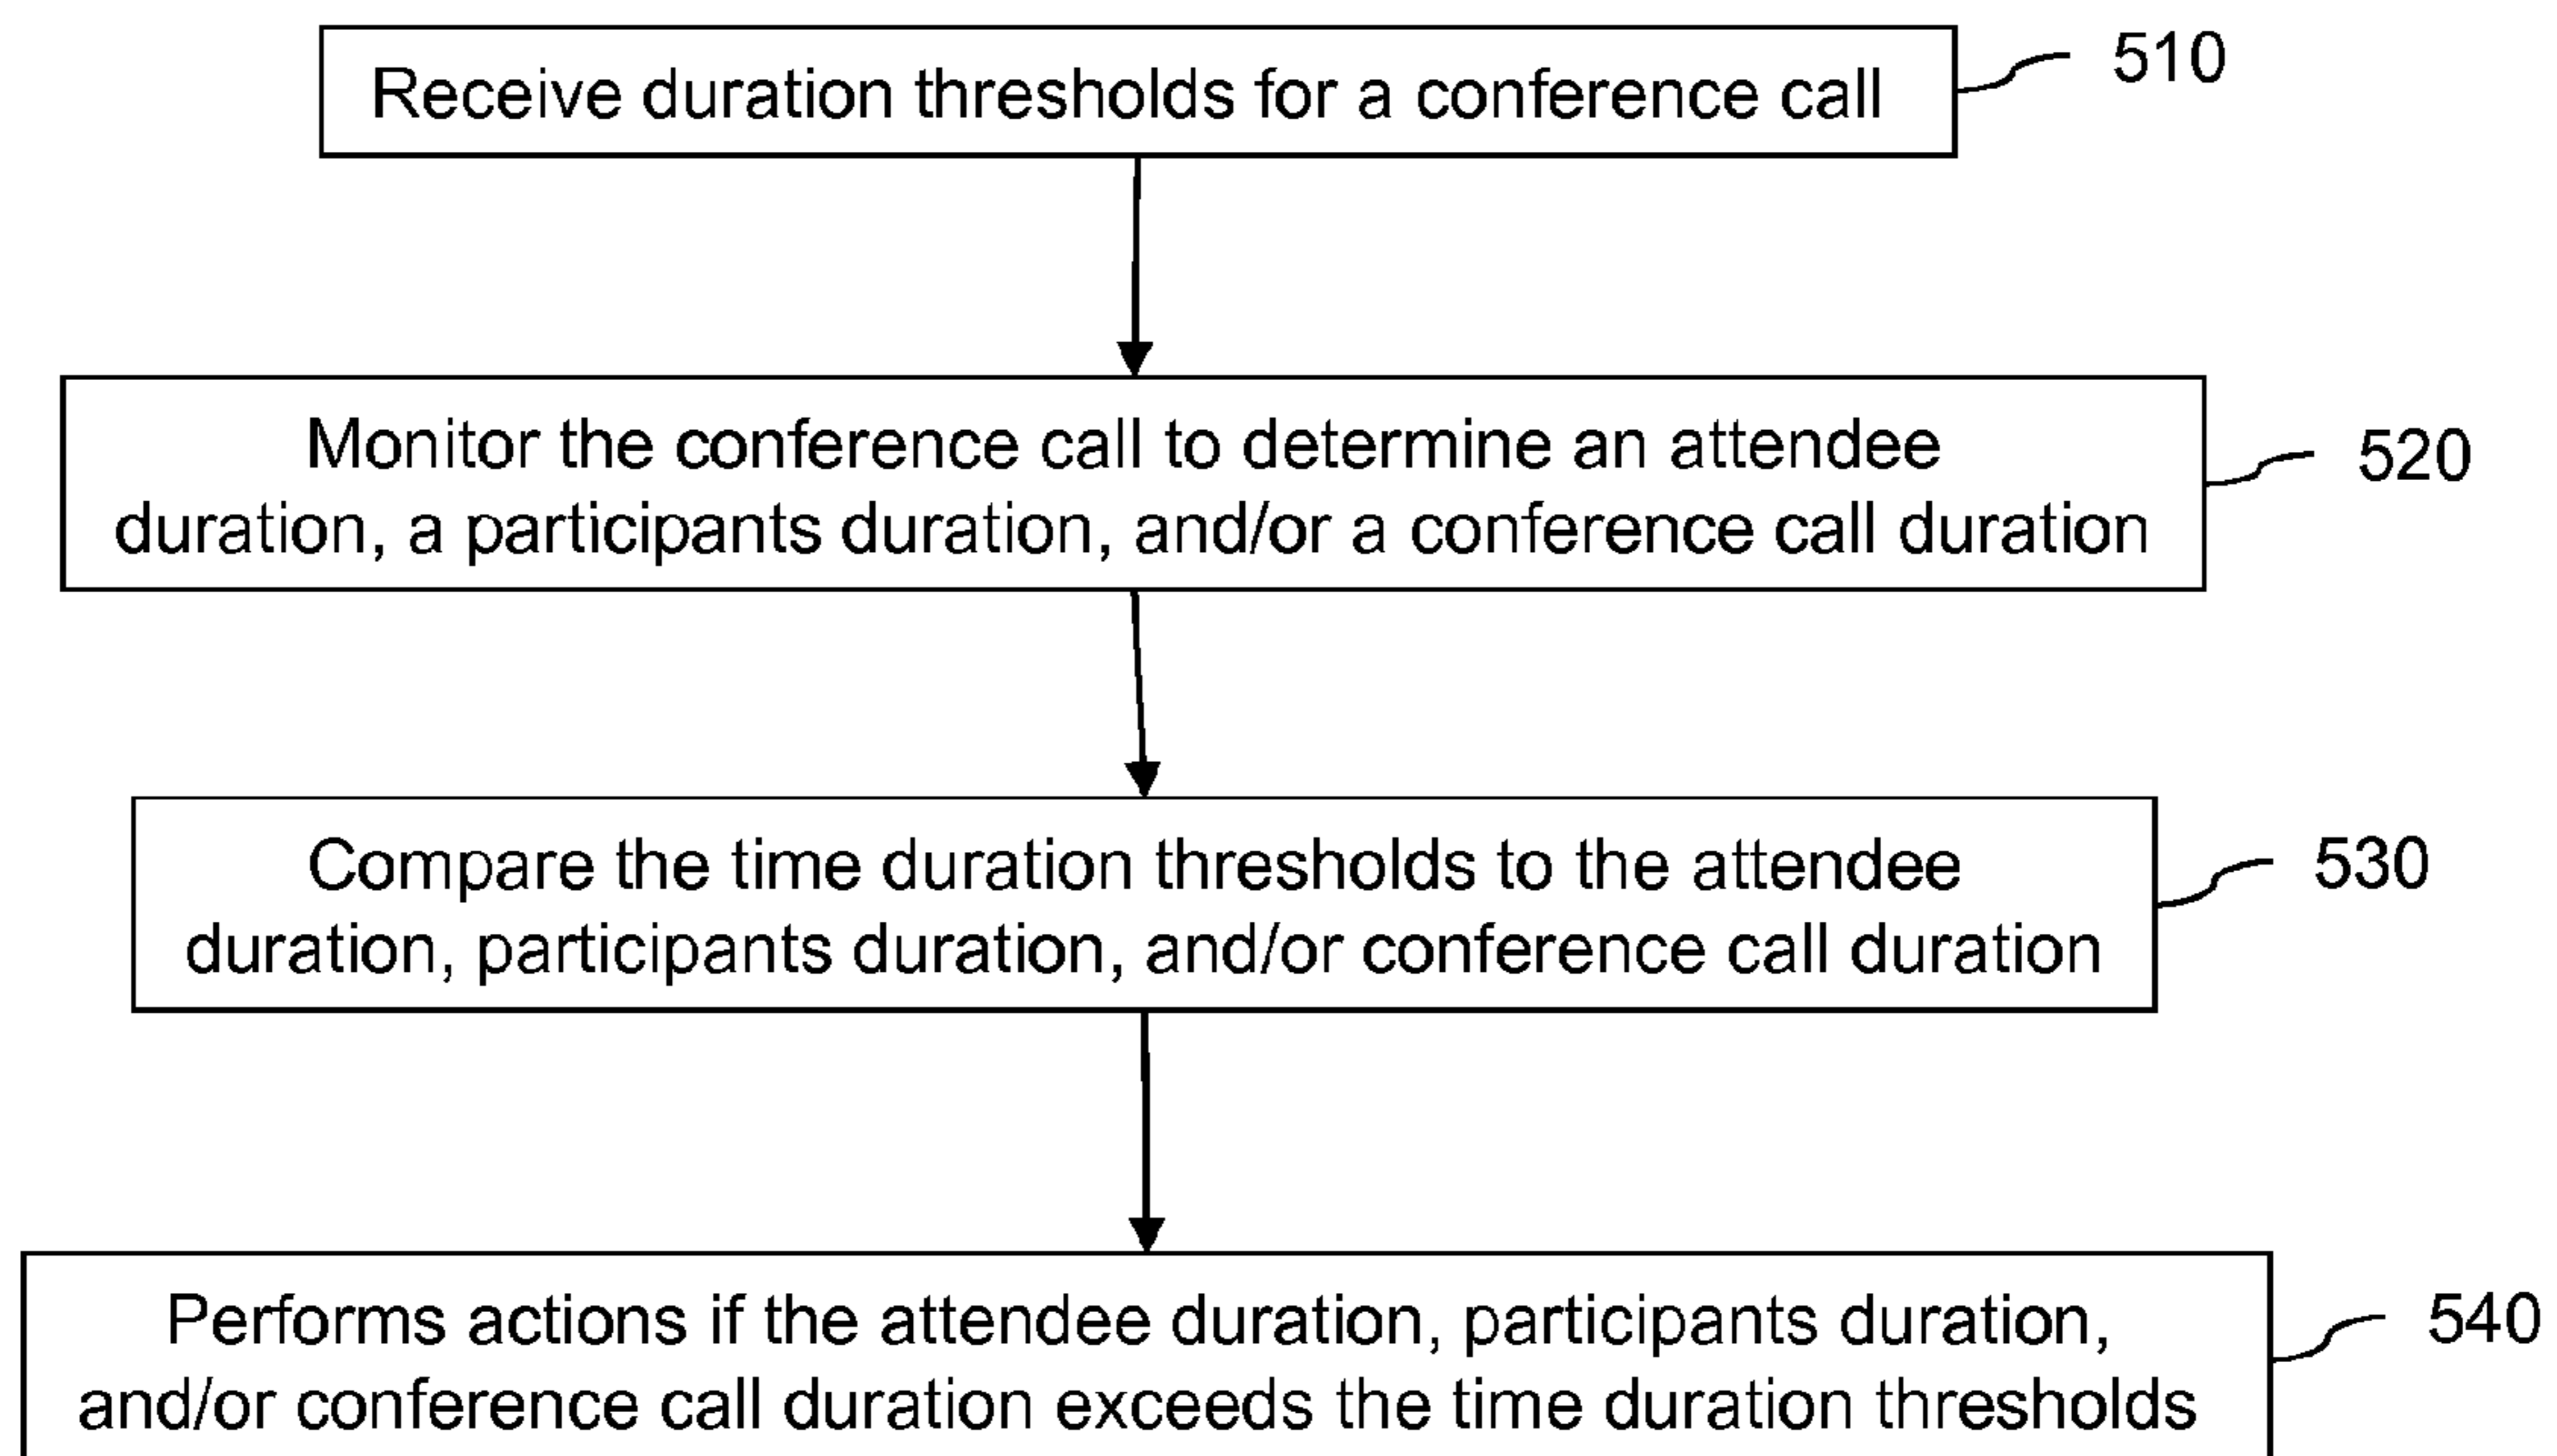 Receive duration thresholds for a conference call
510
Monitor the conference call to determine an attendee
duration, a participants duration, and/or a conference call duration
520
Compare the time duration thresholds to the attendee
duration, participants duration, and/or conference call duration
530
Performs actions if the attendee duration, participants duration,
and/or conference call duration exceeds the time duration thresholds
540